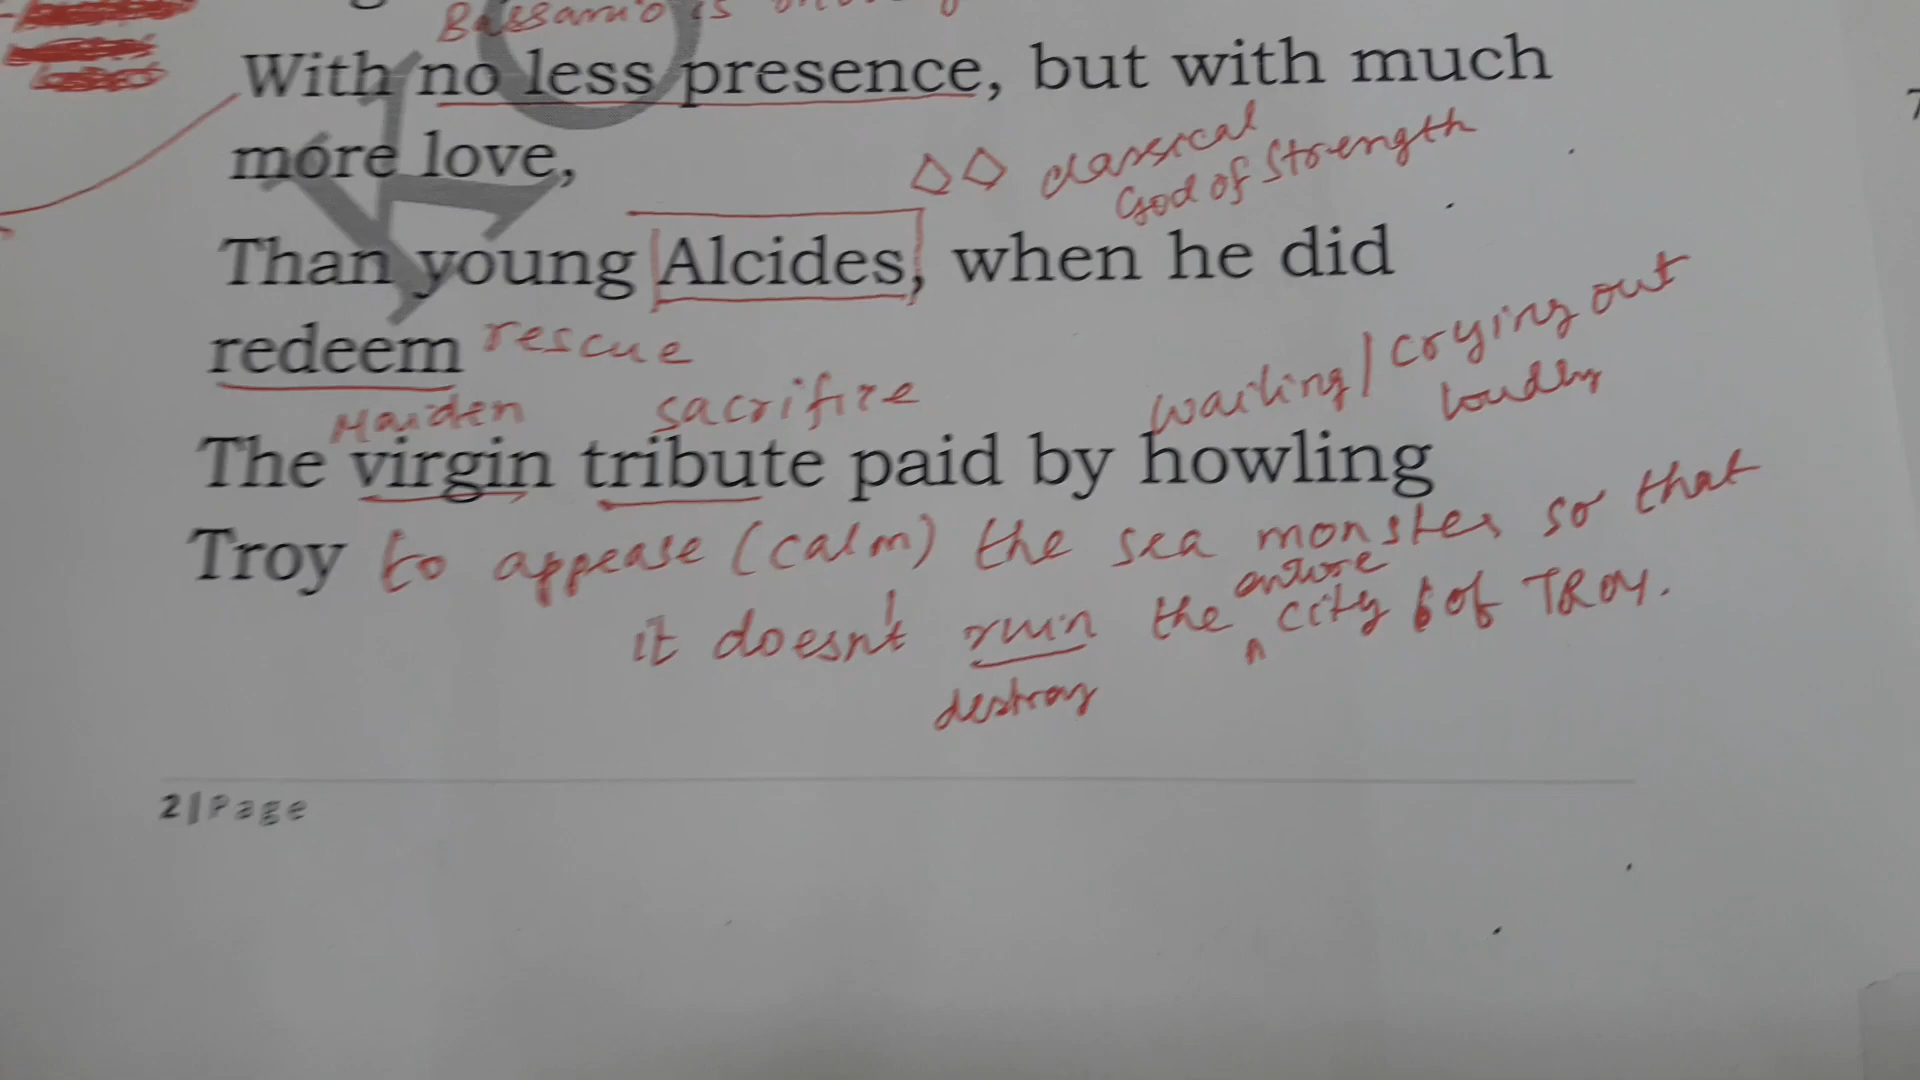 Bassanio is
With no less presence, but with much
more love,
classical
God of Strength
Than young Alcides, when he did
redeem rescue
wailing / crying out
loudly
Maiden sacrifice
The virgin tribute paid by howling
Troy to appease (calm) the sea monster so that
entire
it doesn't ruin the city of TROY.
destroy
2 | Page